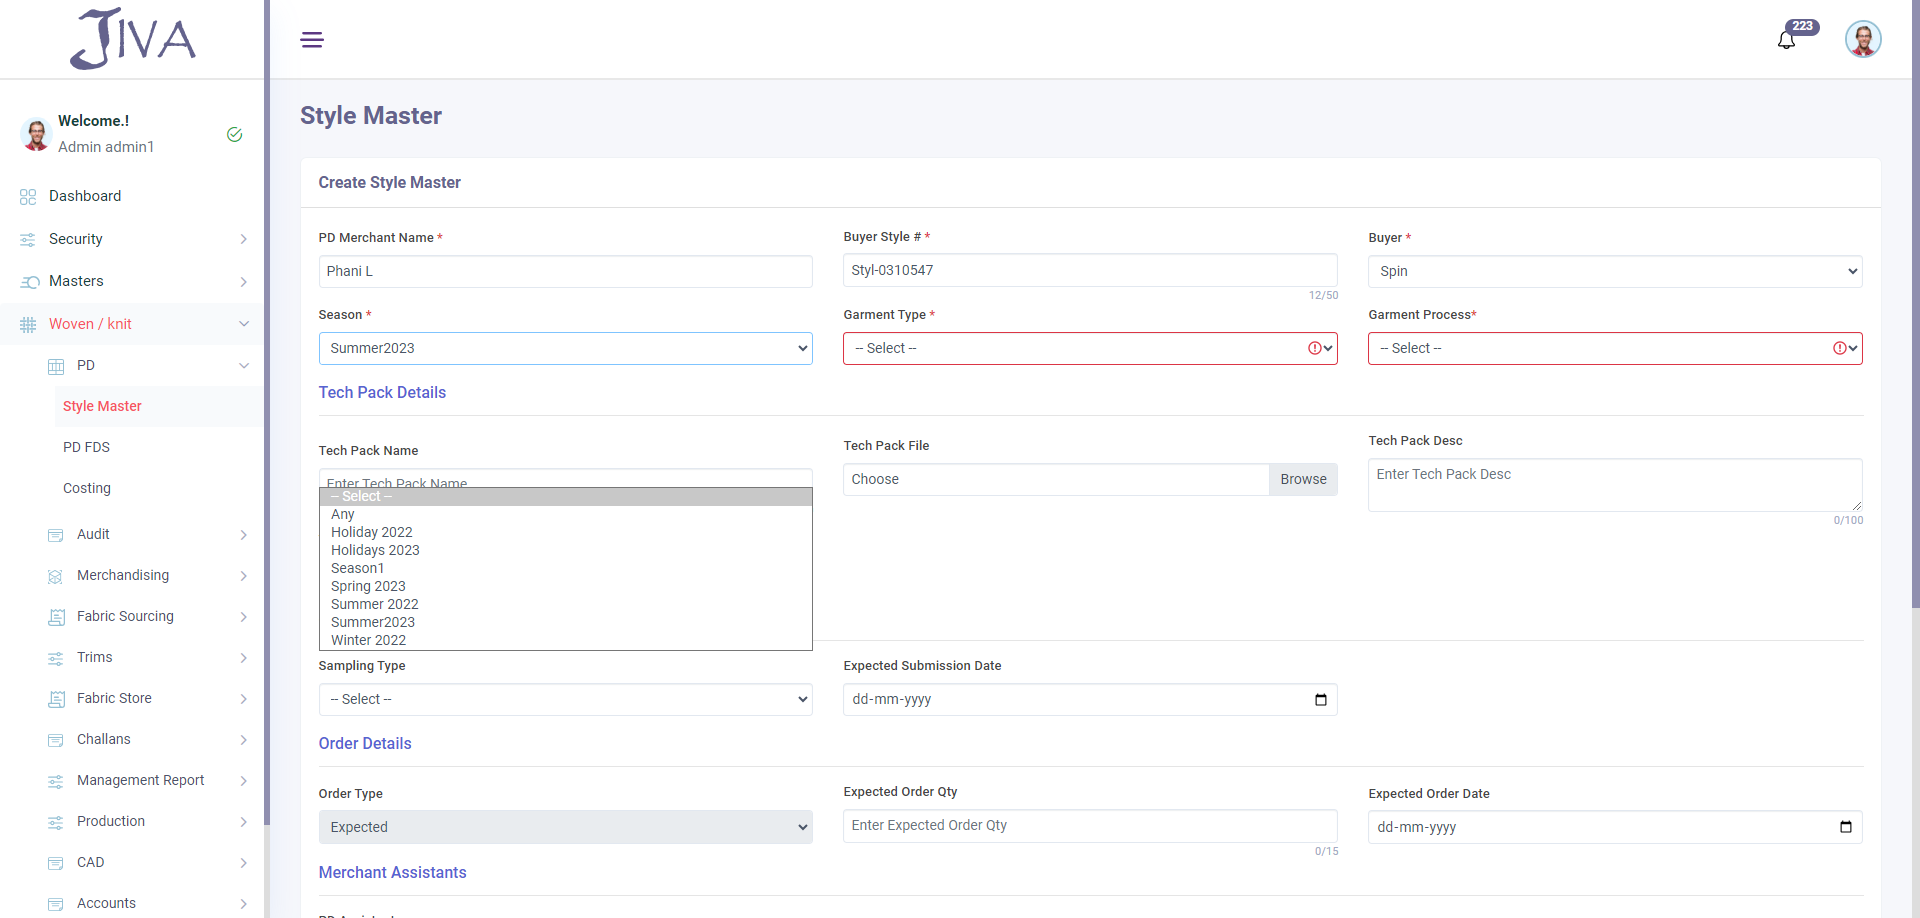 JIVA
223
Welcome.!
Admin admin1
Dashboard
Security
Masters
Woven / knit
PD
Style Master
PD FDS
Costing
Audit
Merchandising
Fabric Sourcing
Trims
Fabric Store
Challans
Management Report
Production
CAD
Accounts
Style Master
Create Style Master
PD Merchant Name *
Phani L
Buyer Style # *
Styl-0310547
12/50
Buyer *
Spin
Season *
Summer2023
Garment Type *
-- Select --
Garment Process*
-- Select --
Tech Pack Details
Tech Pack Name
Enter Tech Pack Name
-- Select --
Any
Holiday 2022
Holidays 2023
Season1
Spring 2023
Summer 2022
Summer2023
Winter 2022
Tech Pack File
Choose
Browse
Tech Pack Desc
Enter Tech Pack Desc
0/100
Sampling Type
-- Select --
Expected Submission Date
dd-mm-yyyy
Order Details
Order Type
Expected
Expected Order Qty
Enter Expected Order Qty
0/15
Expected Order Date
dd-mm-yyyy
Merchant Assistants